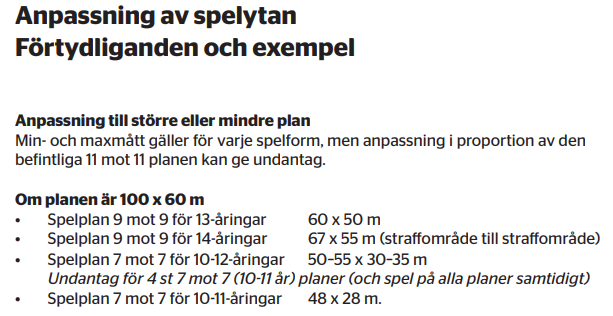 Anpassning av spelytan
Förtydliganden och exempel
Anpassning till större eller mindre plan
Min- och maxmått gäller för varje spelform, men anpassning i proportion av den
befintliga 11 mot 11 planen kan ge undantag.
Om planen är 100 x 60 m
• Spelplan 9 mot 9 för 13-åringar 60 x 50 m
• Spelplan 9 mot 9 för 14-åringar 67 x 55 m (straffområde till straffområde)
• Spelplan 7 mot 7 för 10-12-åringar 50–55 x 30–35 m
Undantag för 4 st 7 mot 7 (10-11 år) planer (och spel på alla planer samtidigt)
• Spelplan 7 mot 7 för 10-11-åringar 48 x 28 m.